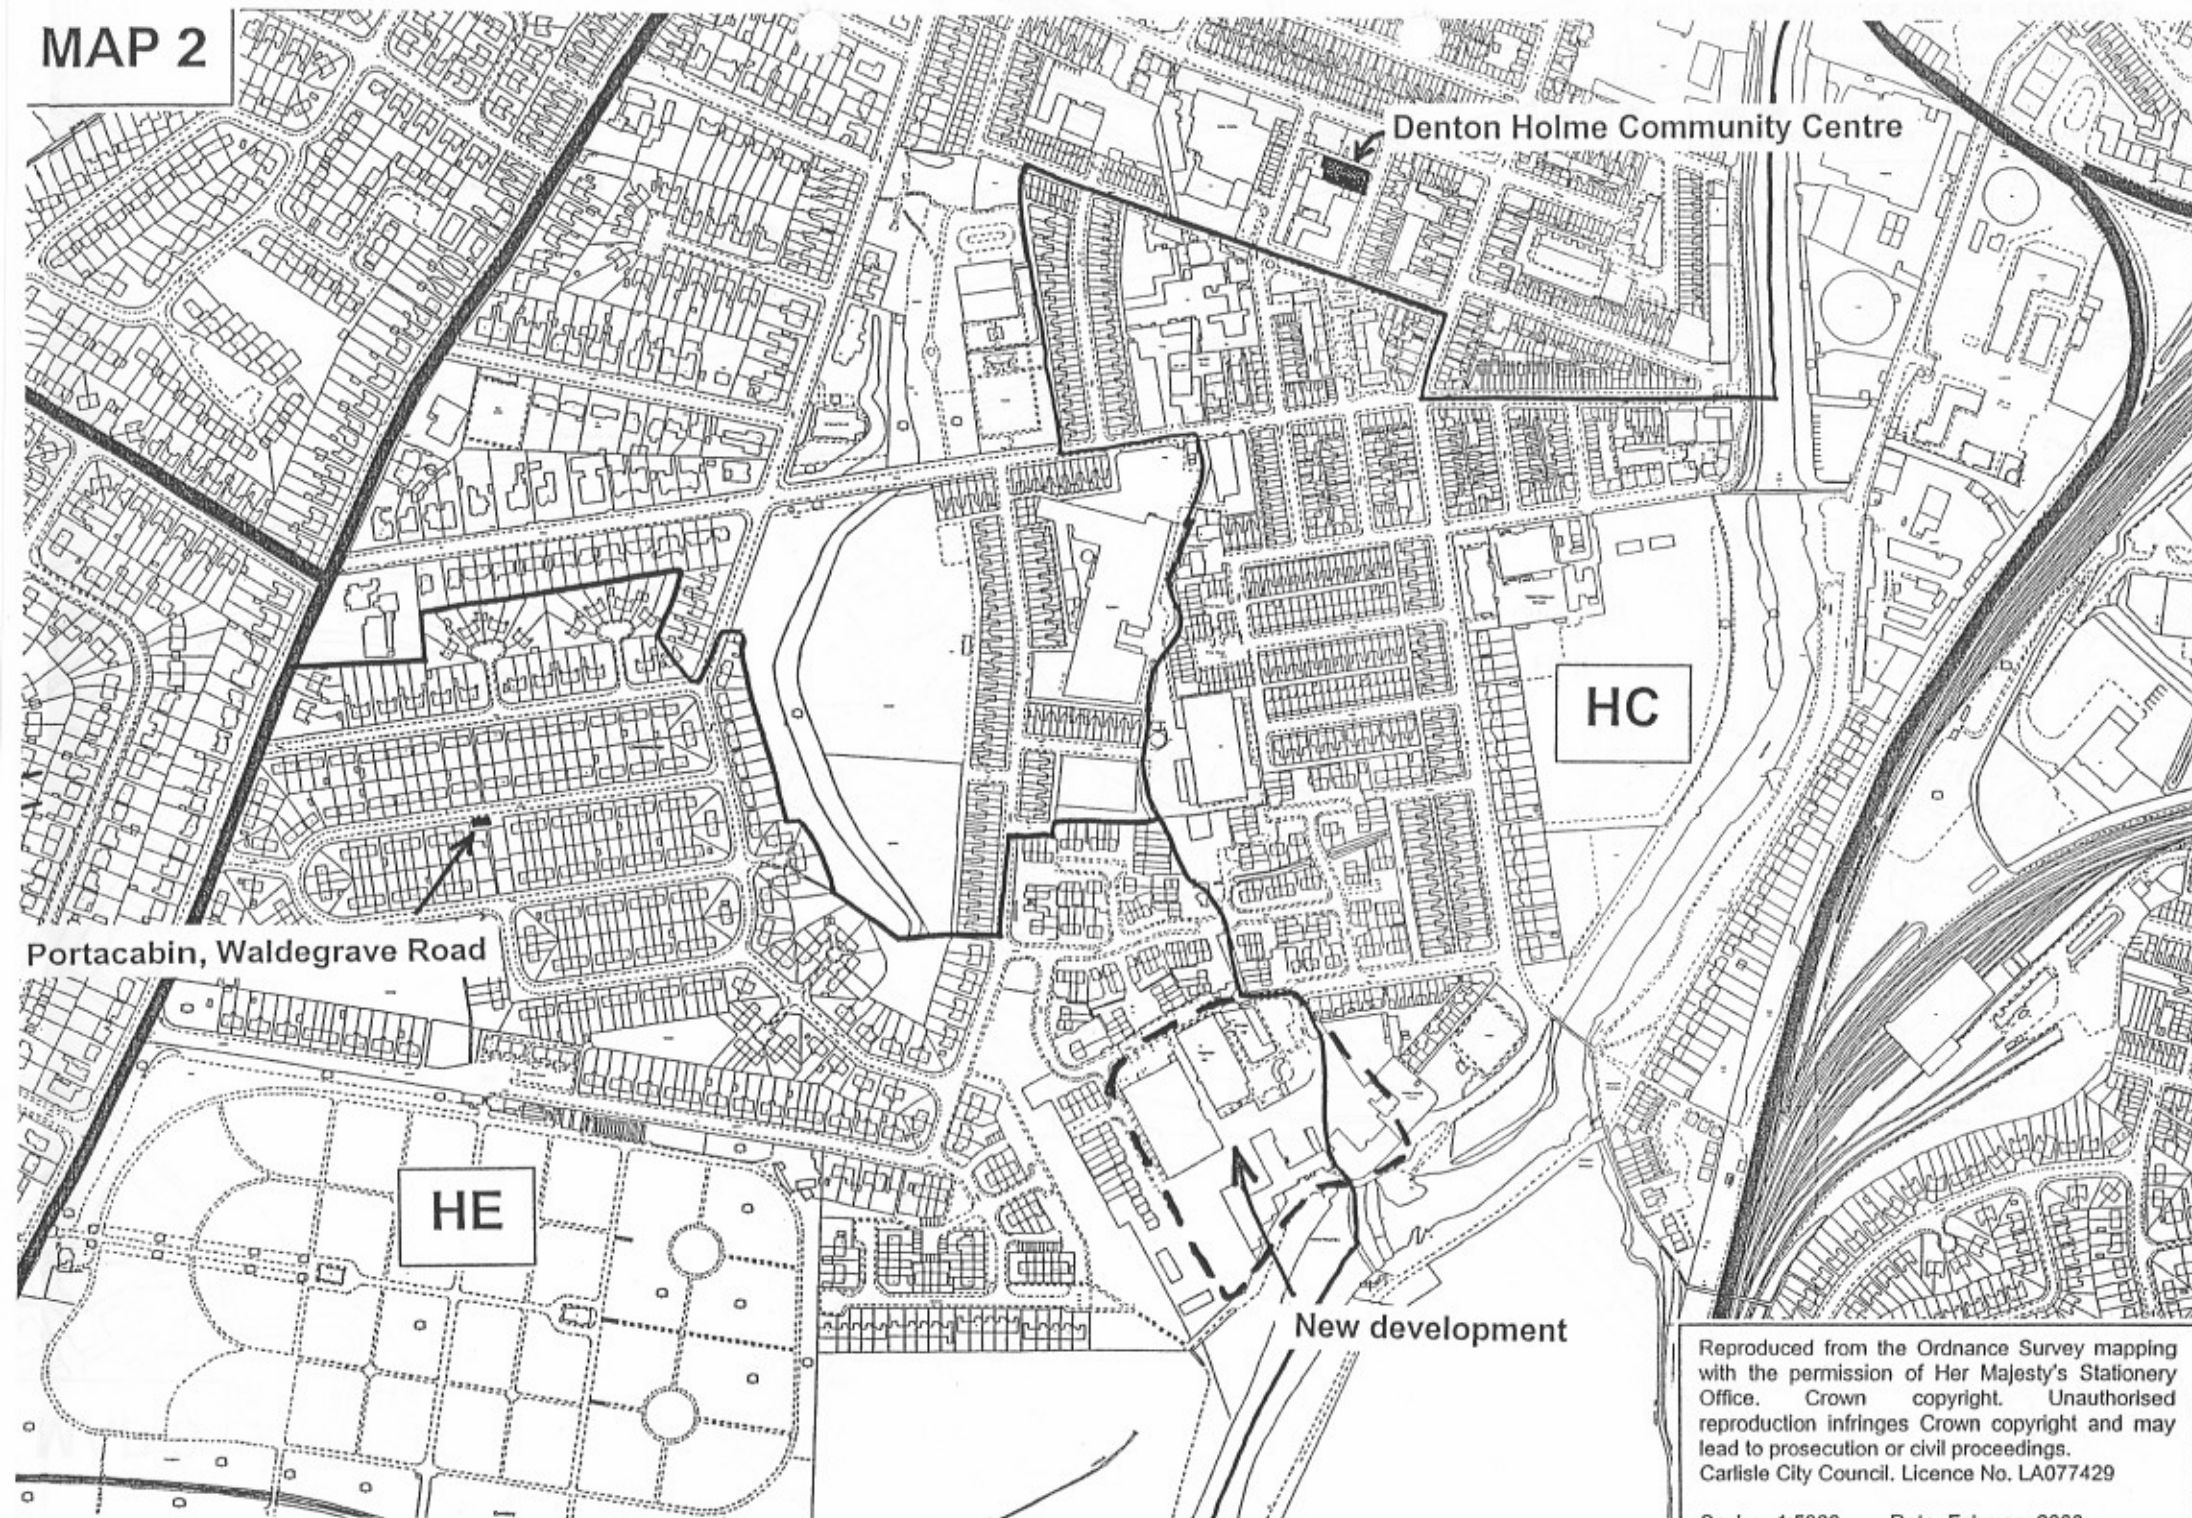 MAP 2
Denton Holme Community Centre
HC
Portacabin, Waldegrave Road
HE
New development
Reproduced from the Ordnance Survey mapping
with the permission of Her Majesty's Stationery
Office. Crown copyright. Unauthorised
reproduction infringes Crown copyright and may
lead to prosecution or civil proceedings.
Carlisle City Council. Licence No. LA077429